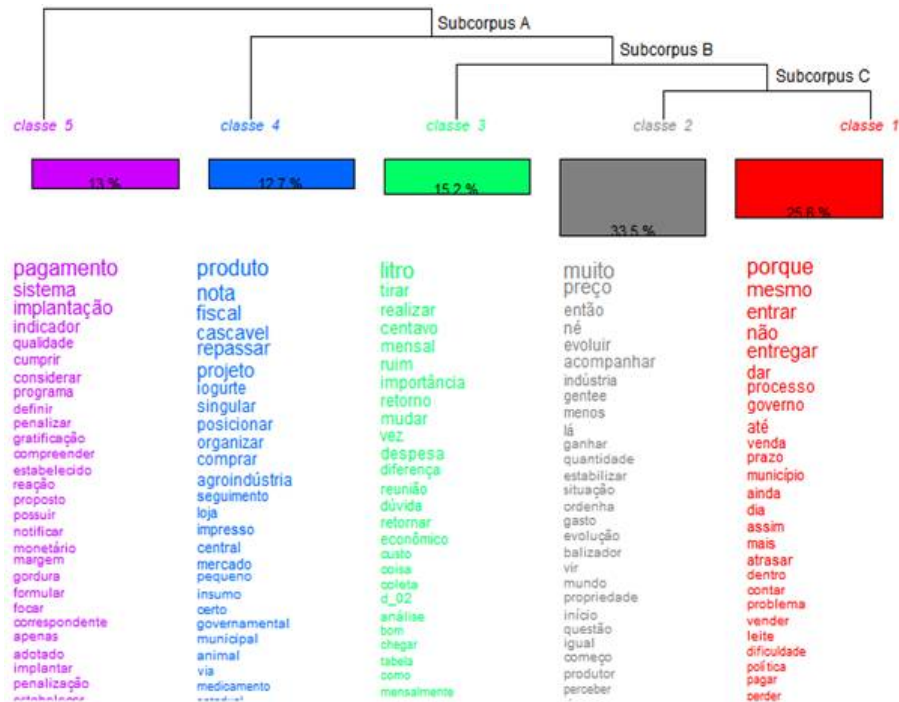 Subcorpus A
Subcorpus B
Subcorpus C
classe 5
classe 4
classe 3
classe 2
classe 1
13 %
12.7 %
15.2 %
33.5 %
25.6 %
pagamento
sistema
implantação
indicador
qualidade
cumprir
considerar
programa
definir
penalizar
gratificação
compreender
estabelecido
reação
proposto
possuir
notificar
monetário
margem
gordura
formular
focar
correspondente
apenas
adotado
implantar
penalização
estabelecer
produto
nota
fiscal
cascavel
repassar
projeto
iogurte
singular
posicionar
organizar
comprar
agroindústria
seguimento
loja
impresso
central
mercado
pequeno
insumo
certo
governamental
municipal
animal
via
medicamento
estadual
litro
tirar
realizar
centavo
mensal
ruim
importância
retorno
mudar
vez
despesa
diferença
reunião
dúvida
retornar
econômico
custo
coisa
coleta
d_02
análise
bom
chegar
tabela
como
mensalmente
muito
preço
então
né
evoluir
acompanhar
indústria
gentee
menos
lá
ganhar
quantidade
estabilizar
situação
ordenha
gasto
evolução
balizador
vir
mundo
propriedade
início
questão
igual
começo
produtor
perceber
porque
mesmo
entrar
não
entregar
dar
processo
governo
até
venda
prazo
município
ainda
dia
assim
mais
atrasar
dentro
contar
problema
vender
leite
dificuldade
política
pagar
perder